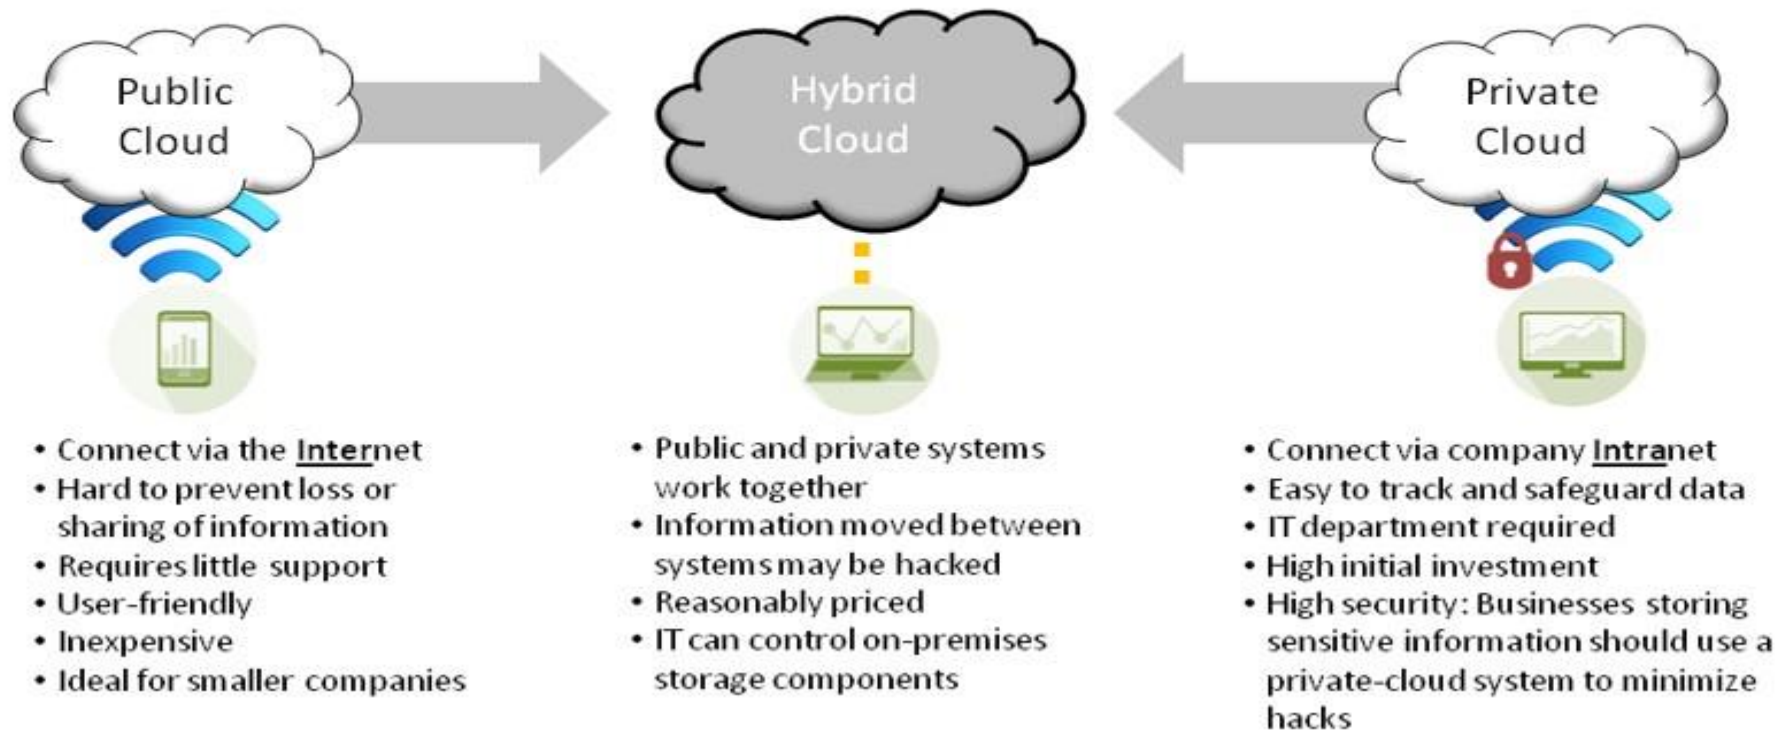 Public
Cloud
Hybrid
Cloud
Private
Cloud
• Connect via the Internet
• Hard to prevent loss or
sharing of information
• Requires little support
• User-friendly
• Inexpensive
• Ideal for smaller companies
• Public and private systems
work together
• Information moved between
systems may be hacked
• Reasonably priced
• IT can control on-premises
storage components
• Connect via company Intranet
• Easy to track and safeguard data
• IT department required
• High initial investment
• High security: Businesses storing
sensitive information should use a
private-cloud system to minimize
hacks